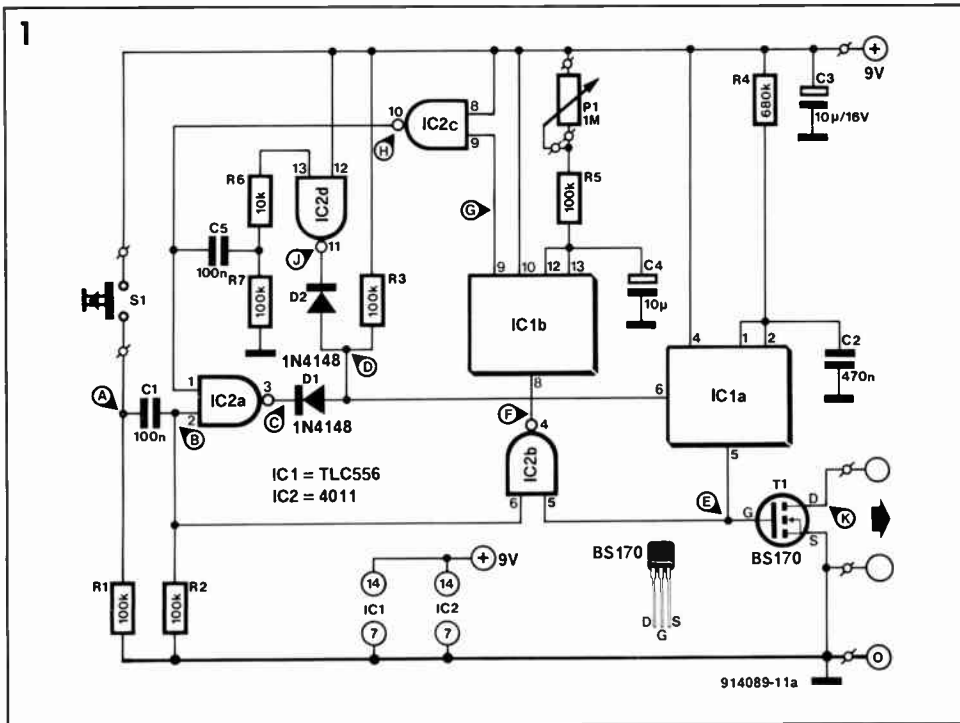 1
+
9V
R4
680k
C3
10µ/16V
10
IC2c
8
9
P1
1M
H
R6
10k
13
12
IC2d
G
R5
100k
C5
100n
J
11
R7
100k
D2
R3
100k
9
10
12
13
C4
10µ
S1
IC1b
4
1
2
C2
470n
1N4148
D
IC1a
D1
1
3
A
C1
100n
B
2
IC2a
C
1N4148
8
F
4
6
5
IC1 = TLC556
IC2 = 4011
IC2b
6
5
E
T1
D
G
K
S
BS170
BS170
+
9V
R1
100k
R2
100k
14
14
IC1
IC2
7
7
D
S
G
0
914089-11a